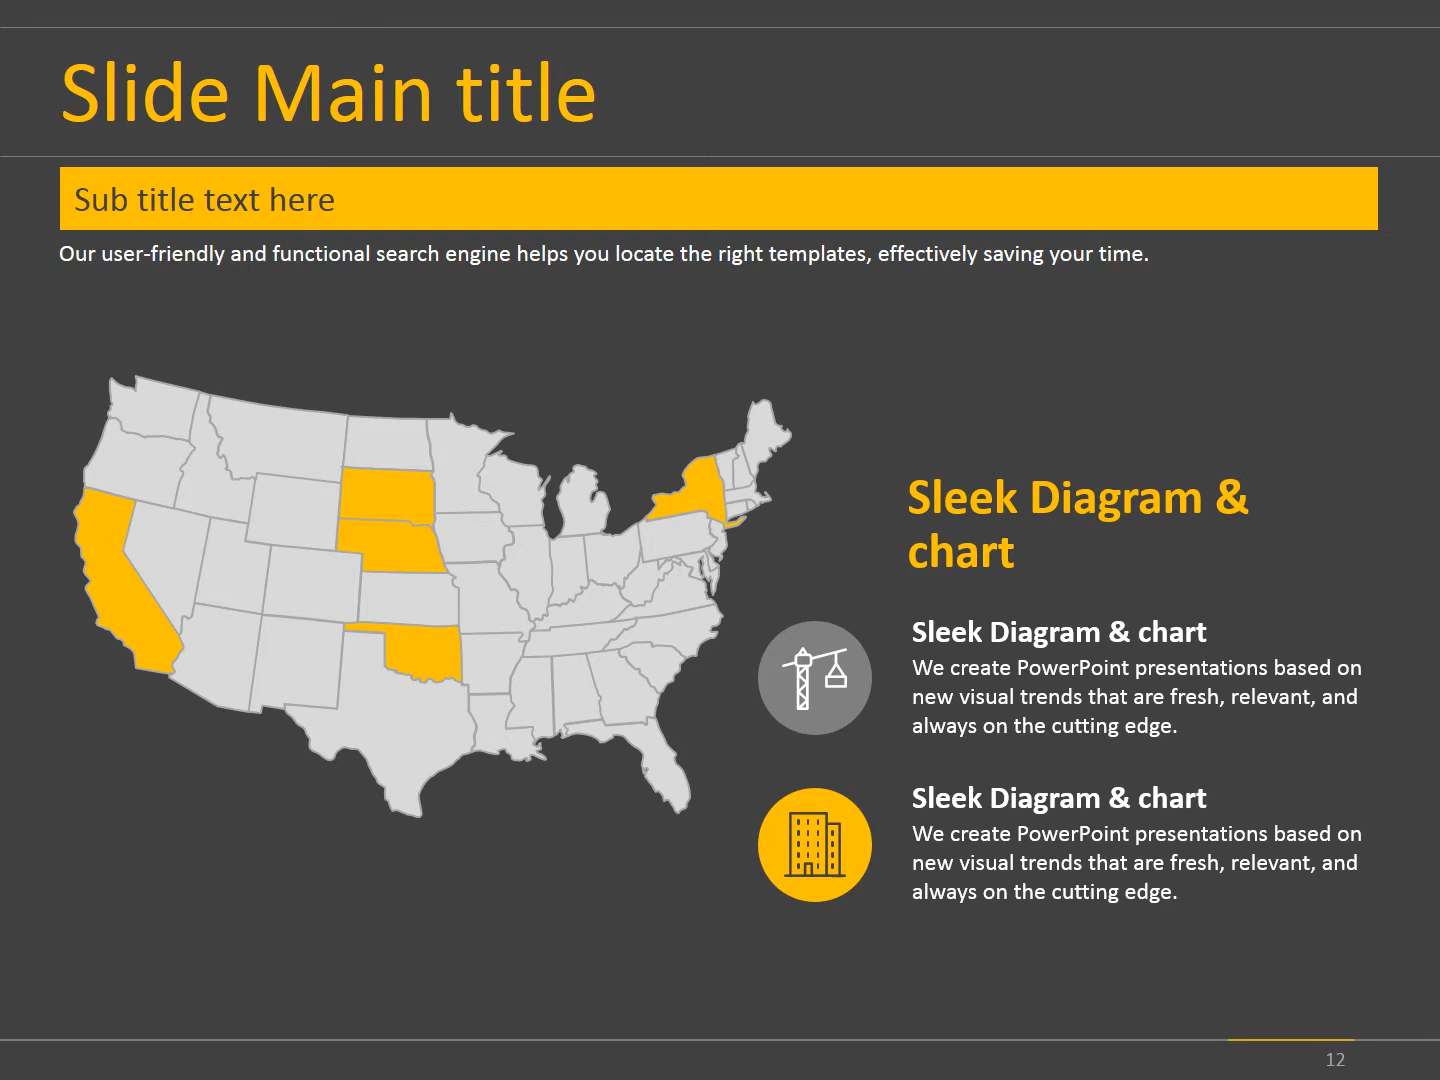 Slide Main title
Sub title text here
Our user-friendly and functional search engine helps you locate the right templates, effectively saving your time.
Sleek Diagram &
chart
Sleek Diagram & chart
We create PowerPoint presentations based on
new visual trends that are fresh, relevant, and
always on the cutting edge.
Sleek Diagram & chart
We create PowerPoint presentations based on
new visual trends that are fresh, relevant, and
always on the cutting edge.
12